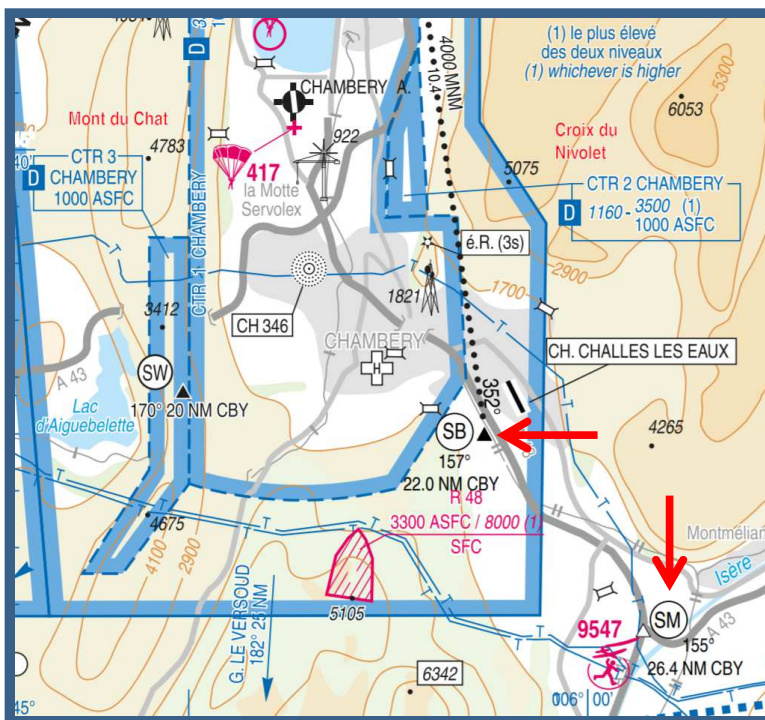 D
(1) le plus élevé
des deux niveaux
(1) whichever is higher
5300
6053
CHAMBERY A.
4000 MNM
10.4
Mont du Chat
4783
922
Croix du
Nivolet
5075
CTR 3
CHAMBERY
1000 ASFC
D
417
la Motte
Servolex
CTR 2 CHAMBERY
1160 - 3500 (1)
1000 ASFC
D
T
CTR 1 CHAMBERY
é.R. (3s)
2900
1700
3412
1821
CH 346
CHAMBÉRY
H
CH. CHALLES LES EAUX
A 43
SW
170° 20 NM CBY
Lac
d'Aiguebelette
352°
SB
157°
22.0 NM CBY
4265
R 48
3300 ASFC / 8000 (1)
SFC
4675
4100
2900
Montmélian
Isère
G. LE VERSOUD
182° 25 NM
5105
SM
A 43
155°
26.4 NM CBY
9547
6342
006° 00'
45°